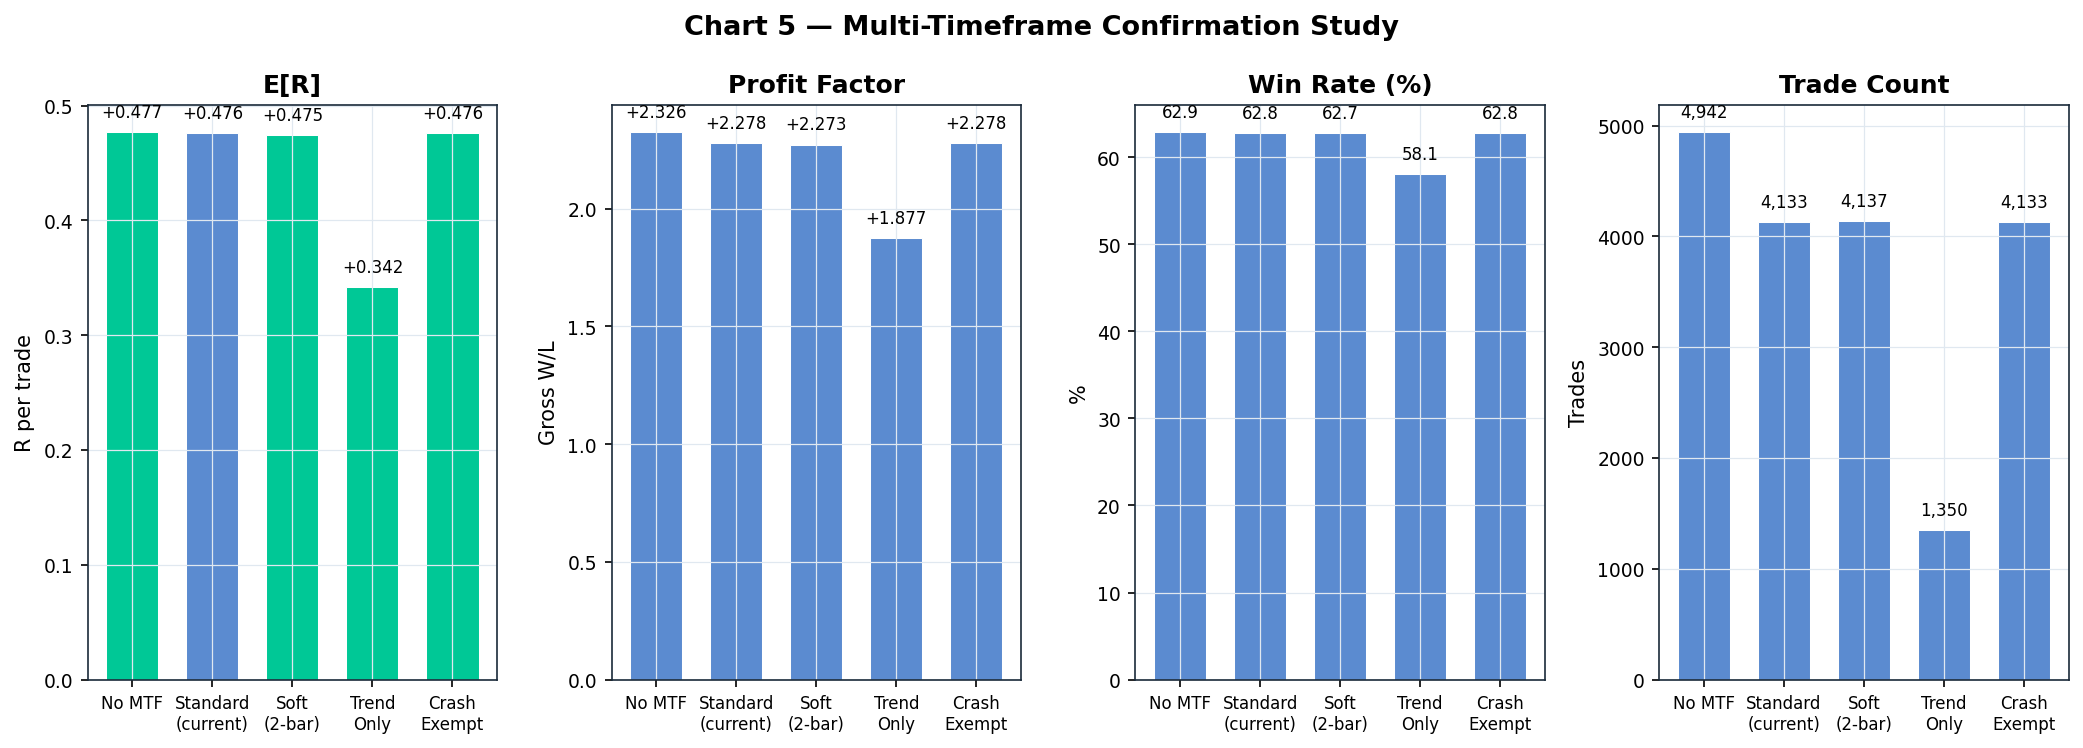 Chart 5 — Multi-Timeframe Confirmation Study
E[R]
R per trade
0.5
0.4
0.3
0.2
0.1
0.0
+0.477
+0.476
+0.475
+0.342
+0.476
No MTF
Standard
(current)
Soft
(2-bar)
Trend
Only
Crash
Exempt
Profit Factor
Gross W/L
2.0
1.5
1.0
0.5
0.0
+2.326
+2.278
+2.273
+1.877
+2.278
No MTF
Standard
(current)
Soft
(2-bar)
Trend
Only
Crash
Exempt
Win Rate (%)
%
60
50
40
30
20
10
0
62.9
62.8
62.7
58.1
62.8
No MTF
Standard
(current)
Soft
(2-bar)
Trend
Only
Crash
Exempt
Trade Count
Trades
5000
4000
3000
2000
1000
0
4,942
4,133
4,137
1,350
4,133
No MTF
Standard
(current)
Soft
(2-bar)
Trend
Only
Crash
Exempt